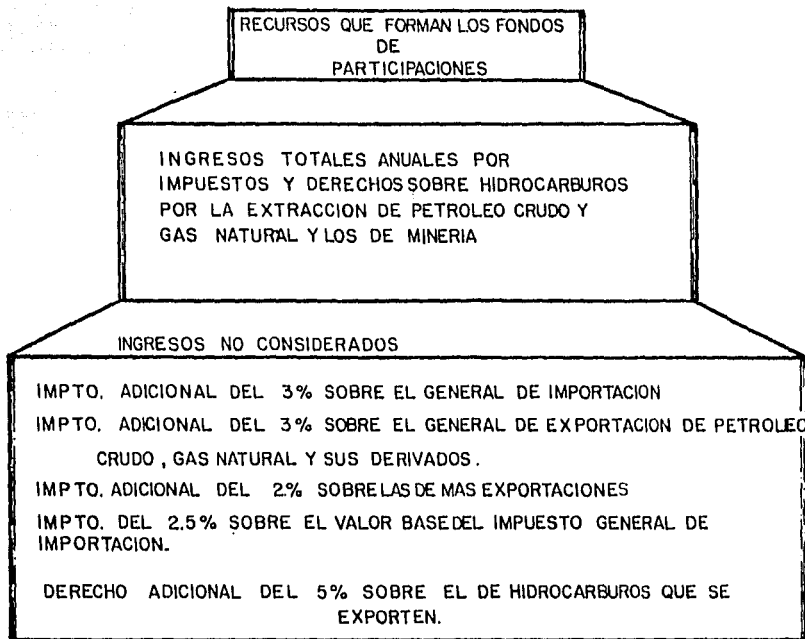 RECURSOS QUE FORMAN LOS FONDOS
DE
PARTICIPACIONES
INGRESOS TOTALES ANUALES POR
IMPUESTOS Y DERECHOS SOBRE HIDROCARBUROS
POR LA EXTRACCION DE PETROLEO CRUDO Y
GAS NATURAL Y LOS DE MINERIA
INGRESOS NO CONSIDERADOS
IMPTO. ADICIONAL DEL 3% SOBRE EL GENERAL DE IMPORTACION
IMPTO. ADICIONAL DEL 3% SOBRE EL GENERAL DE EXPORTACION DE PETROLEO
CRUDO, GAS NATURAL Y SUS DERIVADOS.
IMPTO. ADICIONAL DEL 2% SOBRE LAS DE MAS EXPORTACIONES
IMPTO. DEL 2.5% SOBRE EL VALOR BASE DEL IMPUESTO GENERAL DE
IMPORTACION.
DERECHO ADICIONAL DEL 5% SOBRE EL DE HIDROCARBUROS QUE SE
EXPORTEN.